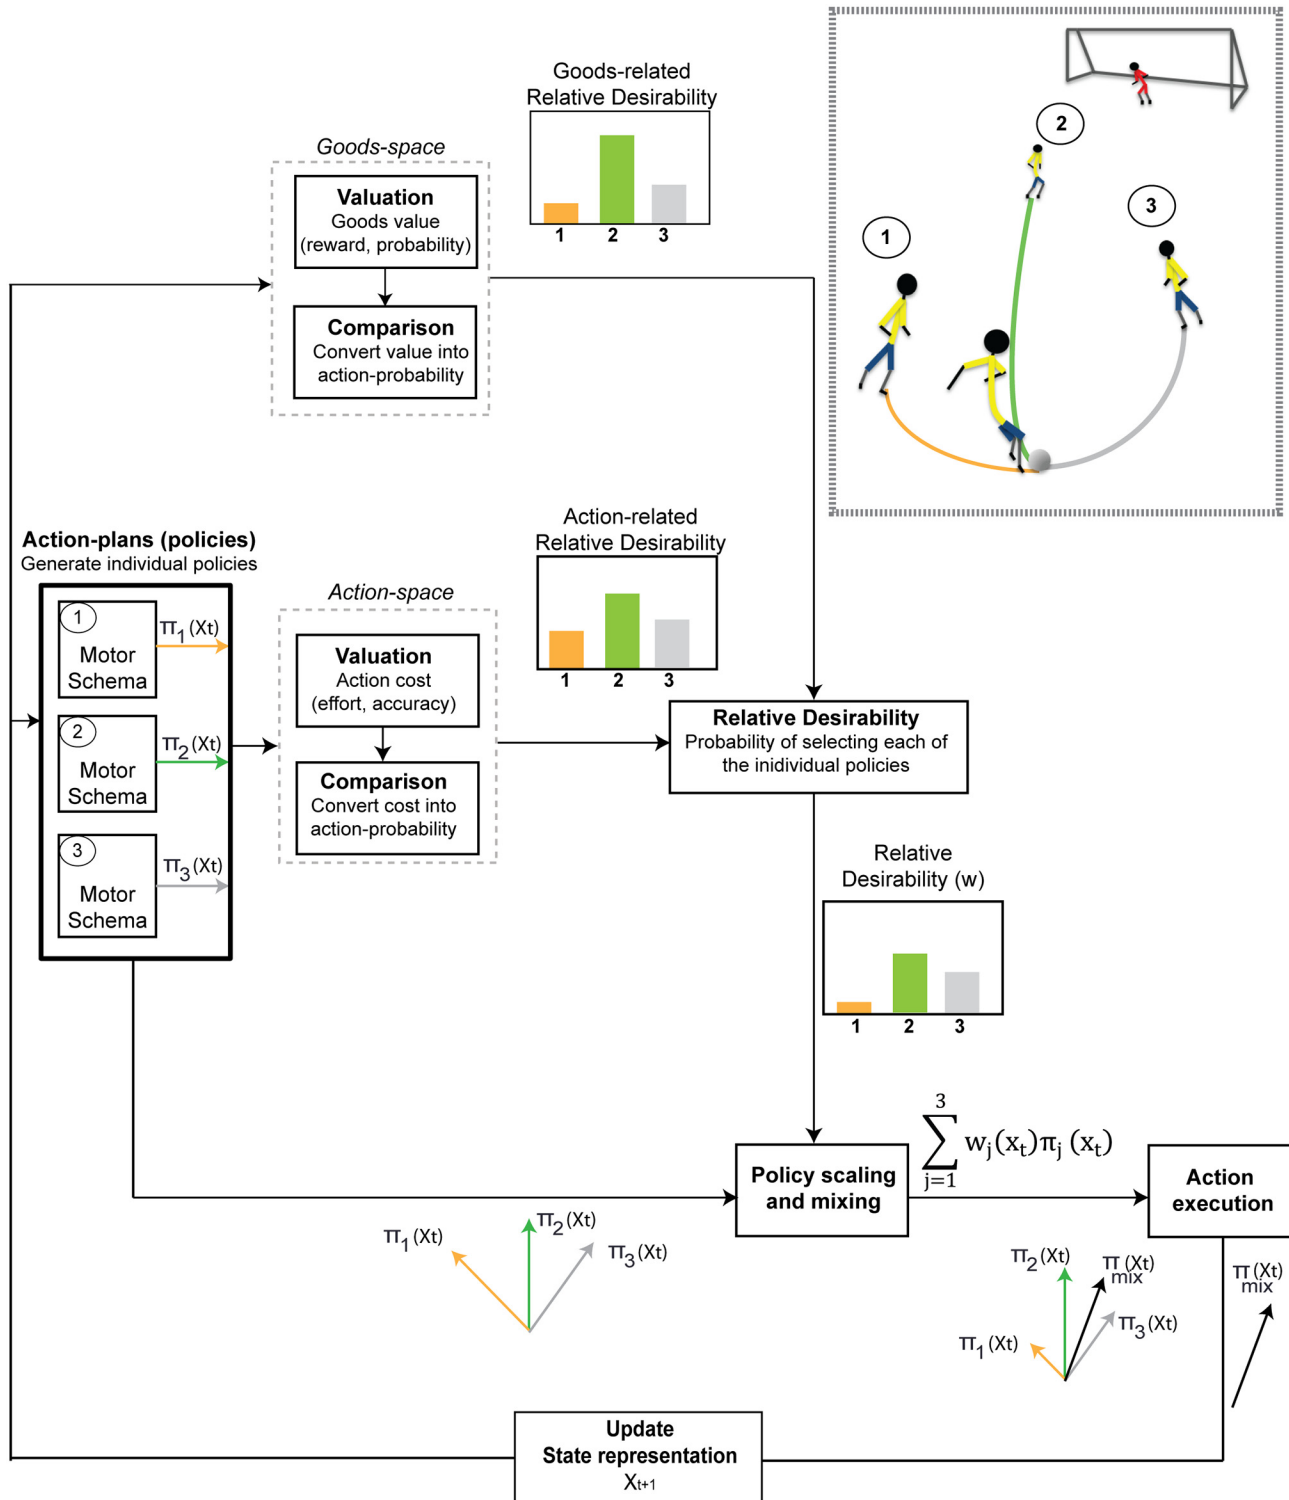 Goods-related
Relative Desirability
1 2 3
Goods-space
Valuation
Goods value
(reward, probability)
Comparison
Convert value into
action-probability
2
3
1
Action-plans (policies)
Generate individual policies
1
Motor
Schema
π1(Xt)
2
Motor
Schema
π2(Xt)
3
Motor
Schema
π3(Xt)
Action-space
Valuation
Action cost
(effort, accuracy)
Comparison
Convert cost into
action-probability
Action-related
Relative Desirability
1 2 3
Relative Desirability
Probability of selecting each of
the inidividual policies
Relative
Desirability (w)
1 2 3
Policy scaling
and mixing
3
∑ wj(xt)πj (xt)
j=1
Action
execution
π1(Xt)
π2(Xt)
π3(Xt)
π2(Xt)
π(Xt)
mix
π3(Xt)
π1(Xt)
π(Xt)
mix
Update
State representation
Xt+1